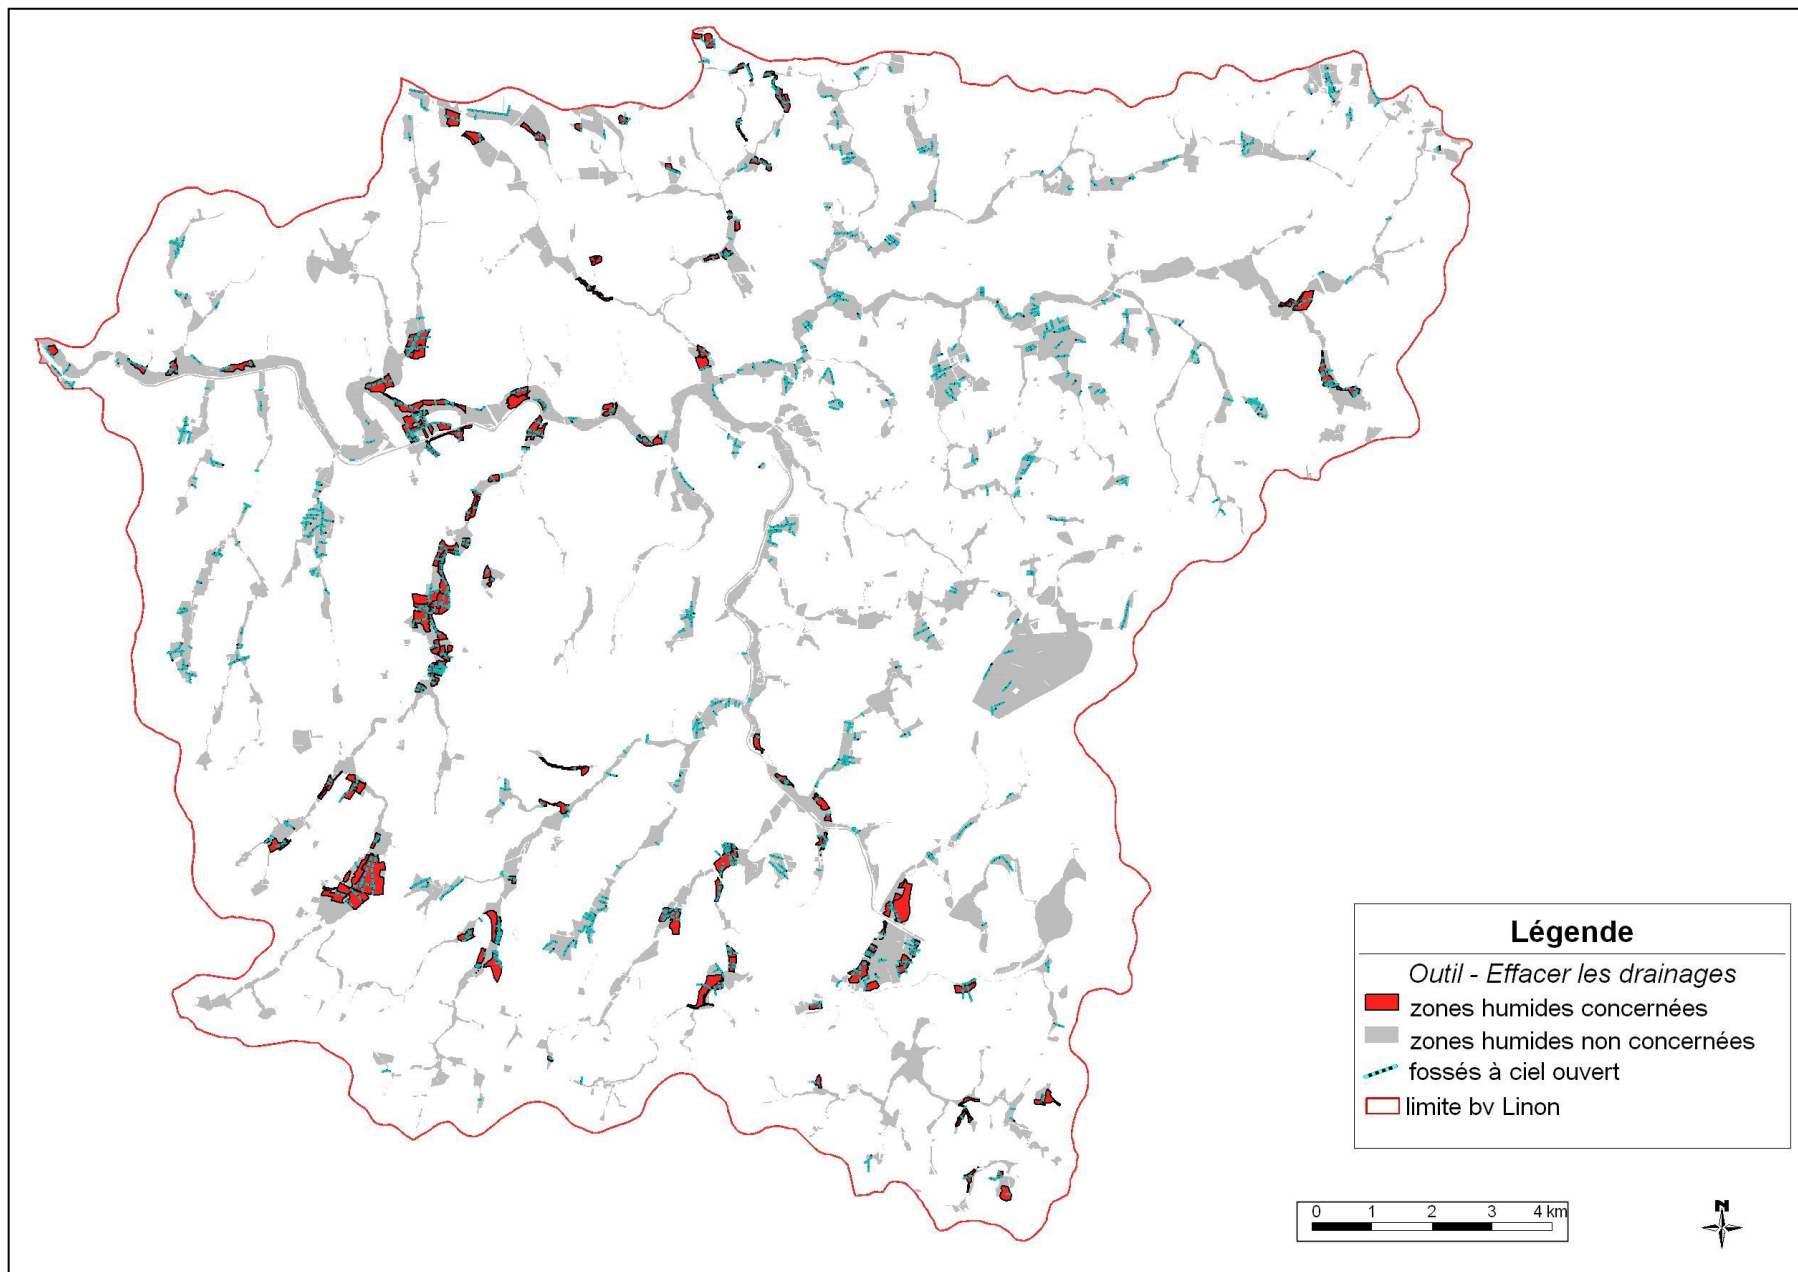 Légende
Outil - Effacer les drainages
zones humides concernées
zones humides non concernées
fossés à ciel ouvert
limite bv Linon
0 1 2 3 4 km
N